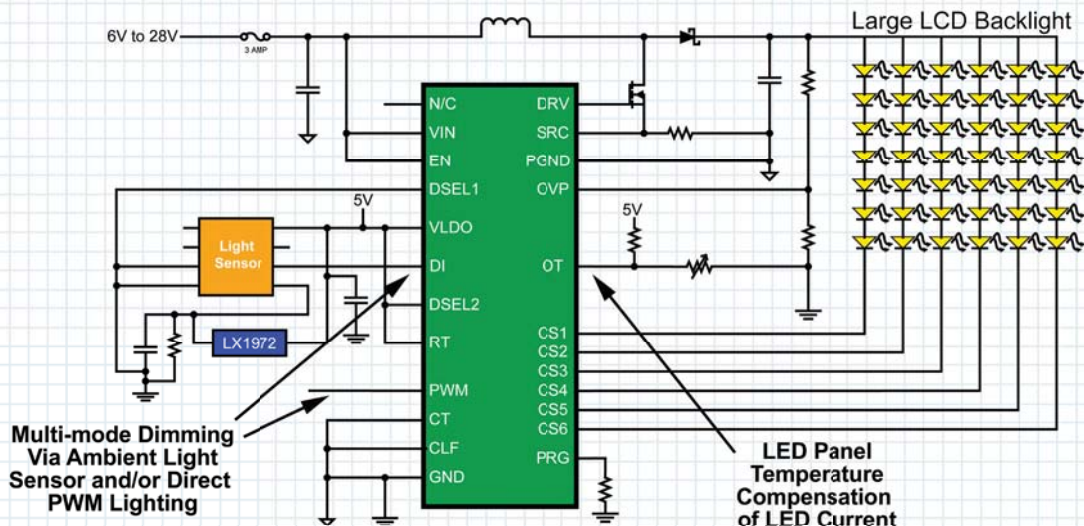 Large LCD Backlight
6V to 28V
3 AMP
N/C
VIN
EN
DSEL1
VLDO
DI
DSEL2
RT
PWM
CT
CLF
GND
DRV
SRC
PGND
OVP
OT
CS1
CS2
CS3
CS4
CS5
CS6
PRG
5V
5V
Light
Sensor
LX1972
Multi-mode Dimming
Via Ambient Light
Sensor and/or Direct
PWM Lighting
LED Panel
Temperature
Compensation
of LED Current